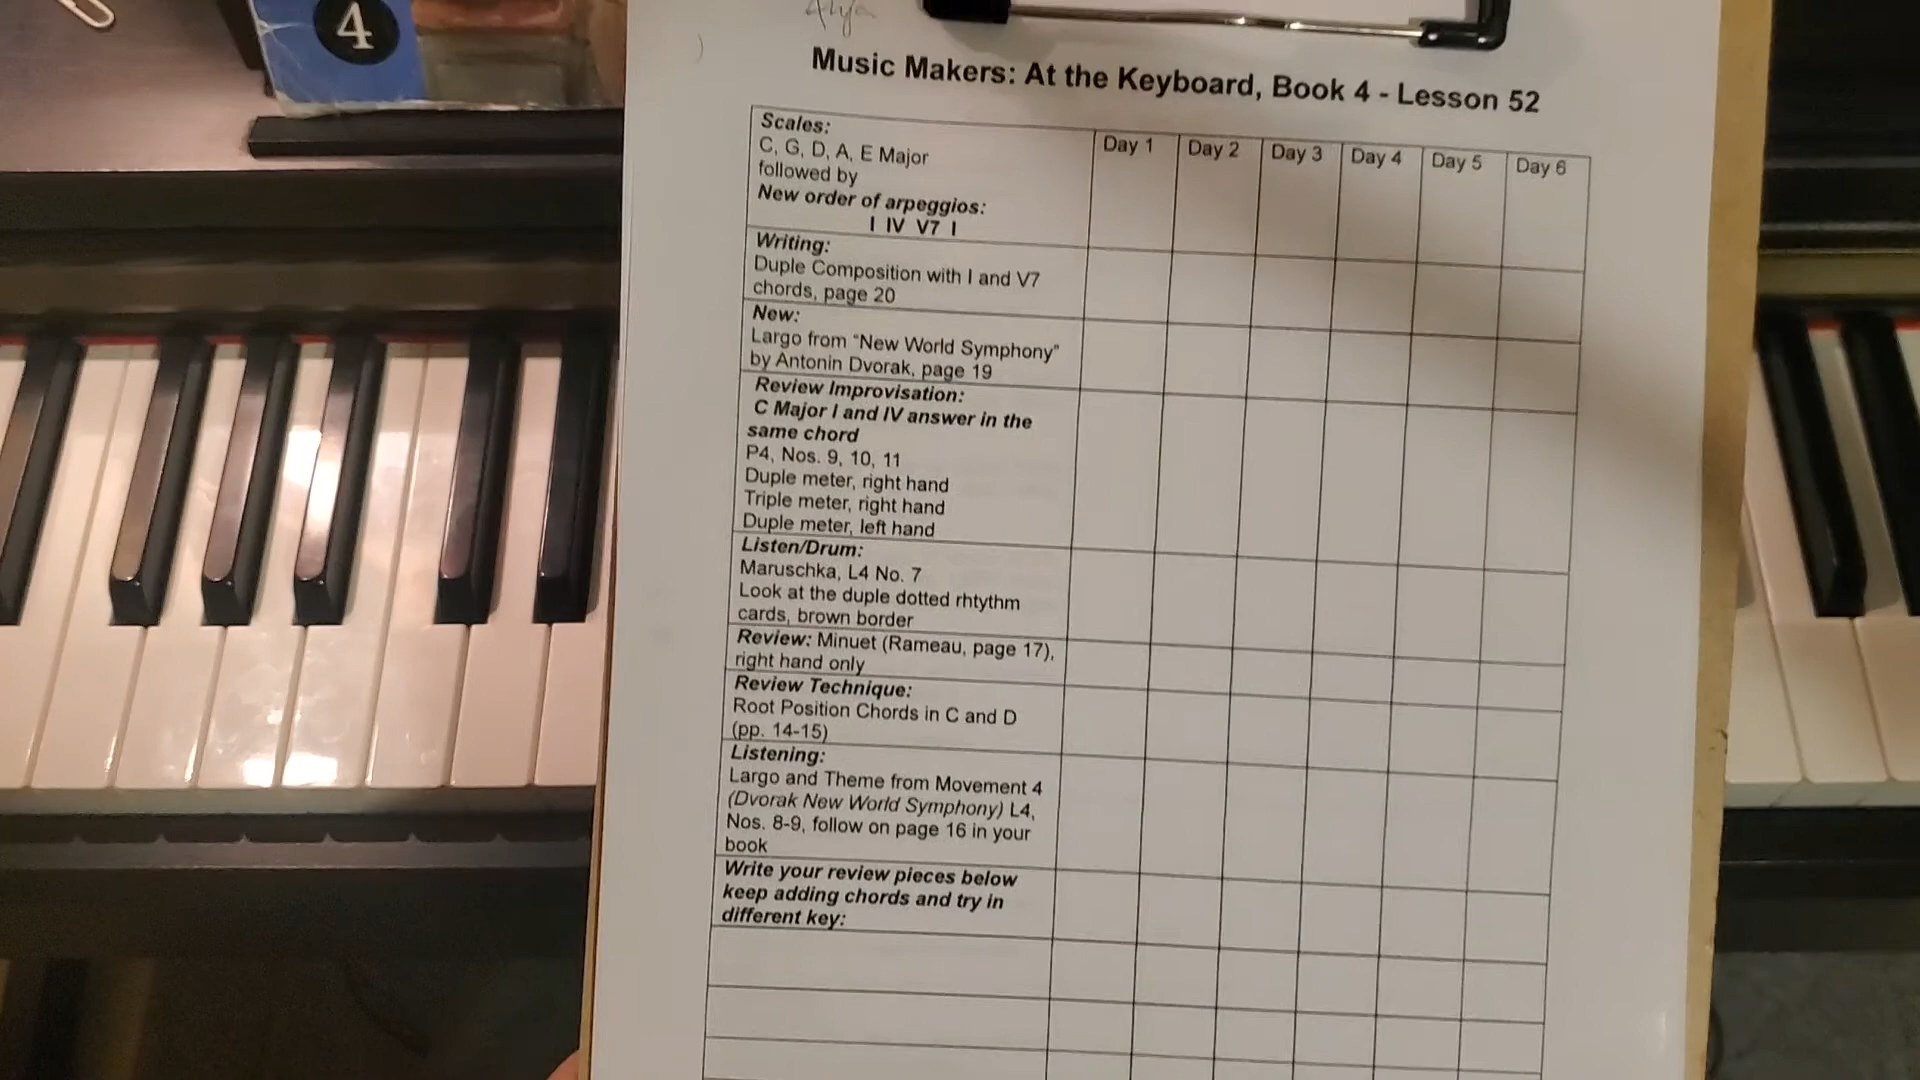 4
Music Makers: At the Keyboard, Book 4 - Lesson 52
Scales:
C, G, D, A, E Major
followed by
New order of arpeggios:
I IV V7 I
Day 1 Day 2 Day 3 Day 4 Day 5 Day 6
Writing:
Duple Composition with I and V7
chords, page 20
New:
Largo from “New World Symphony”
by Antonin Dvorak, page 19
Review Improvisation:
C Major I and IV answer in the
same chord
P4, Nos. 9, 10, 11
Duple meter, right hand
Triple meter, right hand
Duple meter, left hand
Listen/Drum:
Maruschka, L4 No. 7
Look at the duple dotted rhtythm
cards, brown border
Review: Minuet (Rameau, page 17),
right hand only
Review Technique:
Root Position Chords in C and D
(pp. 14-15)
Listening:
Largo and Theme from Movement 4
(Dvorak New World Symphony) L4,
Nos. 8-9, follow on page 16 in your
book
Write your review pieces below
keep adding chords and try in
different key: